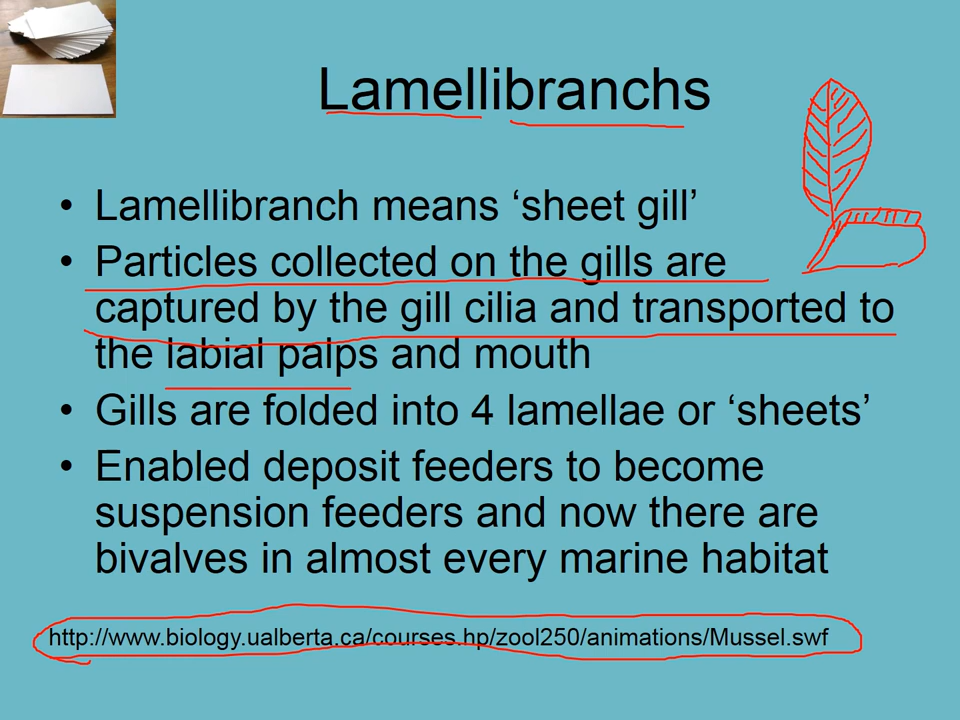 Lamellibranchs
• Lamellibranch means ‘sheet gill’
• Particles collected on the gills are
captured by the gill cilia and transported to
the labial palps and mouth
• Gills are folded into 4 lamellae or ‘sheets’
• Enabled deposit feeders to become
suspension feeders and now there are
bivalves in almost every marine habitat
http://www.biology.ualberta.ca/courses.hp/zool250/animations/Mussel.swf